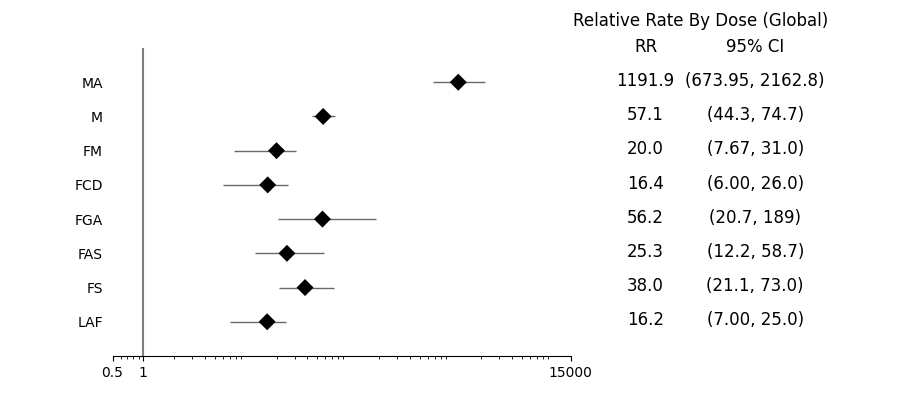 Relative Rate By Dose (Global)
RR 95% CI
MA 1191.9 (673.95, 2162.8)
M 57.1 (44.3, 74.7)
FM 20.0 (7.67, 31.0)
FCD 16.4 (6.00, 26.0)
FGA 56.2 (20.7, 189)
FAS 25.3 (12.2, 58.7)
FS 38.0 (21.1, 73.0)
LAF 16.2 (7.00, 25.0)
0.5 1 15000